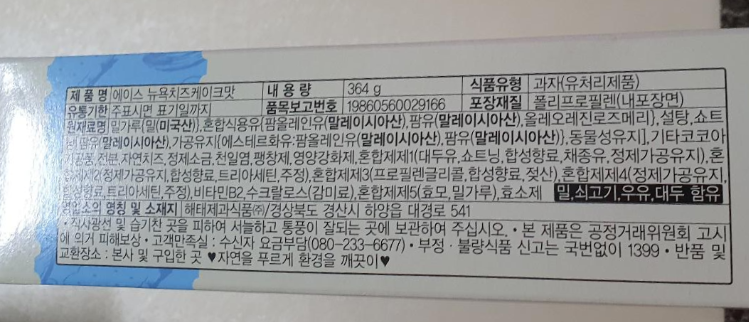 제 품 명 에이스 뉴욕치즈케이크맛 내 용 량 364 g 식품유형 과자(유처리제품)
유통기한 주표시면 표기일까지 품목보고번호 19860560029166 포장재질 폴리프로필렌(내포장면)
원재료명 밀가루{밀(미국산)},혼합식용유{팜올레인유(말레이시아산),팜유(말레이시아산),올레오레진로즈메리},설탕,쇼트
팜유(말레이시아산),가공유지{에스테르화유:팜올레인유(말레이시아산),팜유(말레이시아산)},동물성유지],기타코코아
가공품,전분,자연치즈,정제소금,천일염,팽창제,영양강화제,혼합제제1(대두유,쇼트닝,합성향료,채종유,정제가공유지),혼
합제제2(정제가공유지,합성향료,트리아세틴,주정),혼합제제3(프로필렌글리콜,합성향료,젖산),혼합제제4(정제가공유지,
합성향료,트리아세틴,주정),비타민B2,수크랄로스(감미료),혼합제제5(효모,밀가루),효소제 밀,쇠고기,우유,대두 함유
영업소의 명칭 및 소재지 해태제과식품㈜/경상북도 경산시 하양읍 대경로 541
• 직사광선 및 습기찬 곳을 피하여 서늘하고 통풍이 잘되는 곳에 보관하여 주십시오. • 본 제품은 공정거래위원회 고시
에 의거 피해보상 • 고객만족실 : 수신자 요금부담(080-233-6677) • 부정 · 불량식품 신고는 국번없이 1399 • 반품 및
교환장소 : 본사 및 구입한 곳 ♥자연을 푸르게 환경을 깨끗이♥